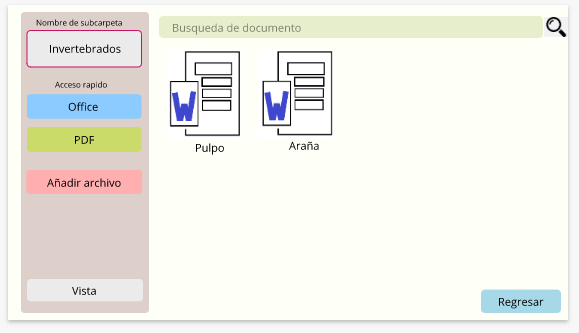 Nombre de subcarpeta
Invertebrados
Acceso rapido
Office
PDF
Añadir archivo
Vista
Busqueda de documento
W
Pulpo
W
Araña
Regresar